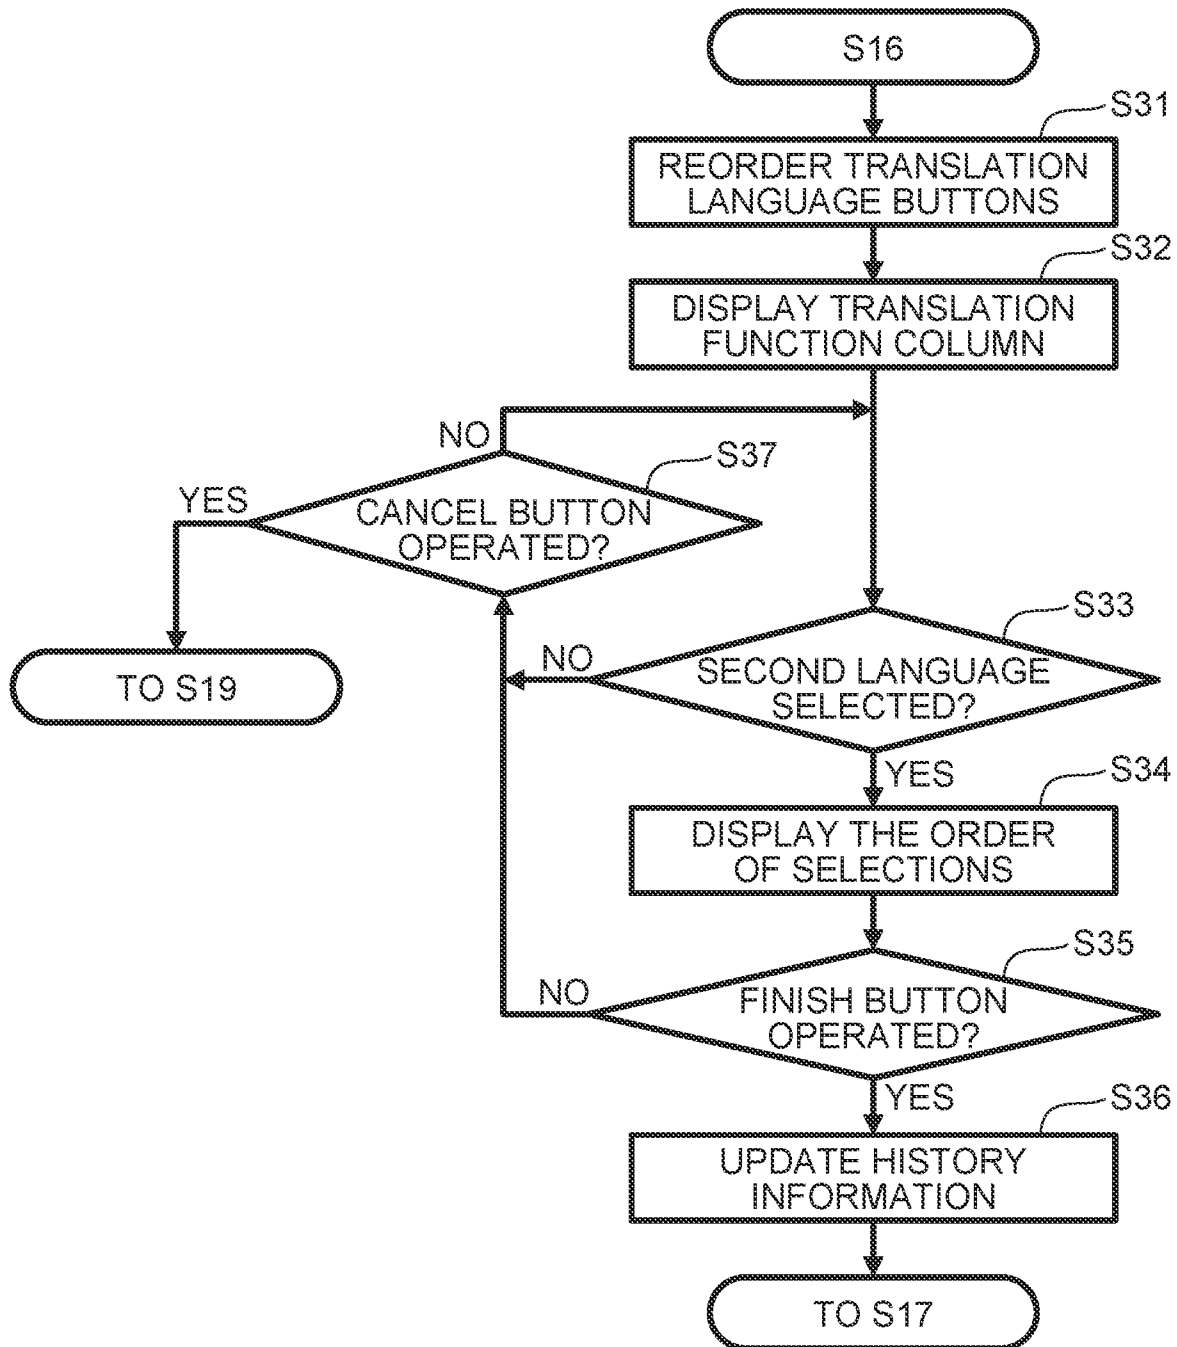 S16
S31
REORDER TRANSLATION
LANGUAGE BUTTONS
S32
DISPLAY TRANSLATION
FUNCTION COLUMN
NO
S37
YES
CANCEL BUTTON
OPERATED?
S33
NO
TO S19
SECOND LANGUAGE
SELECTED?
YES
S34
DISPLAY THE ORDER
OF SELECTIONS
S35
NO
FINISH BUTTON
OPERATED?
YES
S36
UPDATE HISTORY
INFORMATION
TO S17